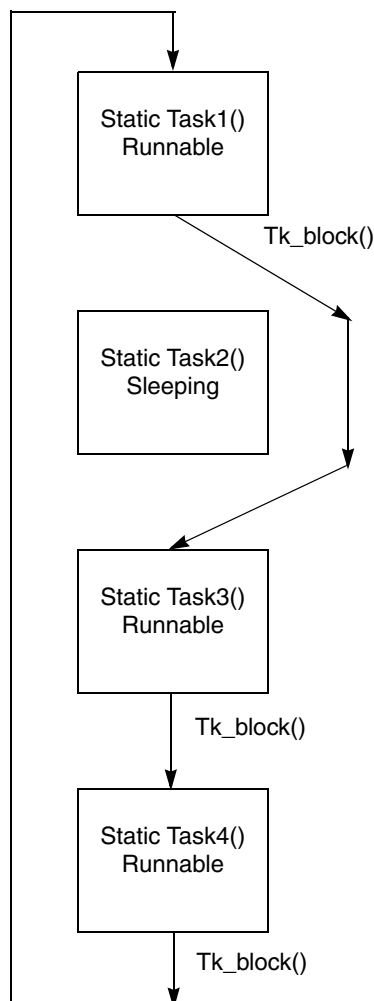 Static Task1()
Runnable
Tk_block()
Static Task2()
Sleeping
Static Task3()
Runnable
Tk_block()
Static Task4()
Runnable
Tk_block()